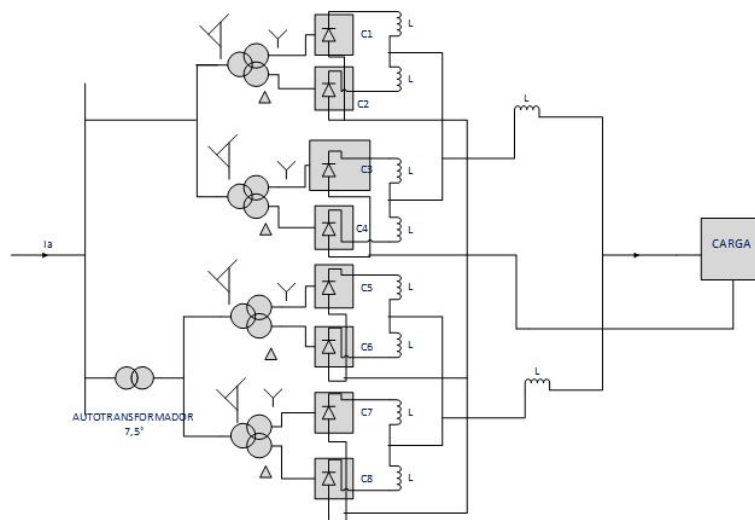 C1
L
L
C2
L
C3
L
C4
L
Ia
CARGA
C5
L
C6
L
L
AUTOTRANSFORMADOR
7,5°
C7
L
C8
L